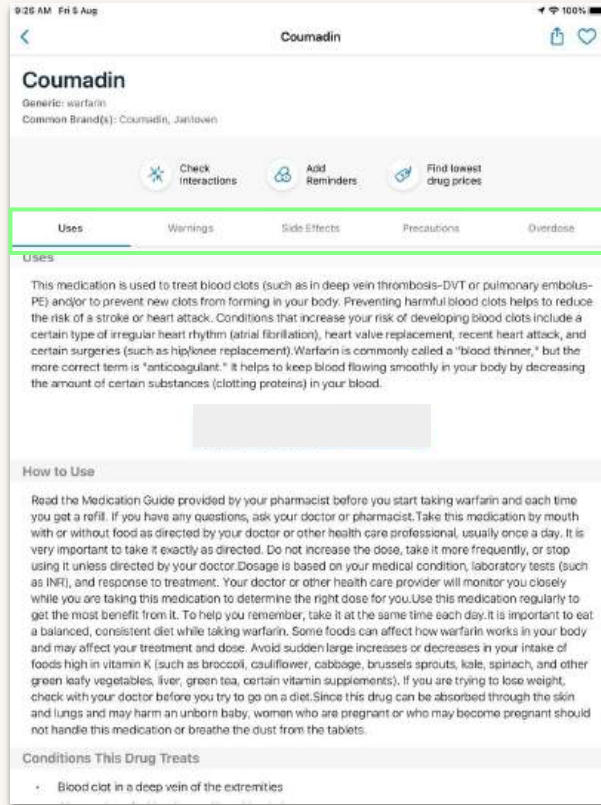 9:26 AM Fri 5 Aug 100%
Coumadin
Coumadin
Generic: warfarin
Common Brand(s): Coumadin, Jantoven
Check
Interactions
Add
Reminders
Find lowest
drug prices
Uses Warnings Side Effects Precautions Overdose
Uses
This medication is used to treat blood clots (such as in deep vein thrombosis-DVT or pulmonary embolus-
PE) and/or to prevent new clots from forming in your body. Preventing harmful blood clots helps to reduce
the risk of a stroke or heart attack. Conditions that increase your risk of developing blood clots include a
certain type of irregular heart rhythm (atrial fibrillation), heart valve replacement, recent heart attack, and
certain surgeries (such as hip/knee replacement).Warfarin is commonly called a "blood thinner," but the
more correct term is "anticoagulant." It helps to keep blood flowing smoothly in your body by decreasing
the amount of certain substances (clotting proteins) in your blood.
How to Use
Read the Medication Guide provided by your pharmacist before you start taking warfarin and each time
you get a refill. If you have any questions, ask your doctor or pharmacist.Take this medication by mouth
with or without food as directed by your doctor or other health care professional, usually once a day. It is
very important to take it exactly as directed. Do not increase the dose, take it more frequently, or stop
using it unless directed by your doctor.Dosage is based on your medical condition, laboratory tests (such
as INR), and response to treatment. Your doctor or other health care provider will monitor you closely
while you are taking this medication to determine the right dose for you.Use this medication regularly to
get the most benefit from it. To help you remember, take it at the same time each day.It is important to eat
a balanced, consistent diet while taking warfarin. Some foods can affect how warfarin works in your body
and may affect your treatment and dose. Avoid sudden large increases or decreases in your intake of
foods high in vitamin K (such as broccoli, cauliflower, cabbage, brussels sprouts, kale, spinach, and other
green leafy vegetables, liver, green tea, certain vitamin supplements). If you are trying to lose weight,
check with your doctor before you try to go on a diet.Since this drug can be absorbed through the skin
and lungs and may harm an unborn baby, women who are pregnant or who may become pregnant should
not handle this medication or breathe the dust from the tablets.
Conditions This Drug Treats
• Blood clot in a deep vein of the extremities